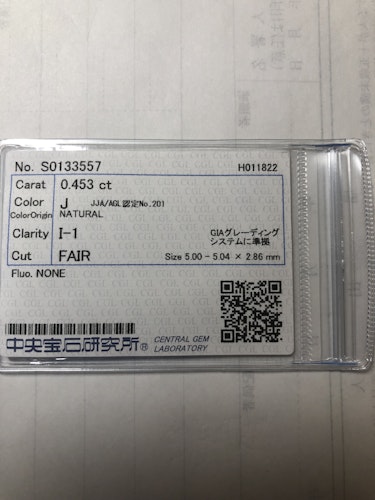 No. S0133557 H011822
Carat 0.453 ct
Color J JJA/AGL認定No.201
ColorOrigin NATURAL
Clarity I-1 GIAグレーディング
システムに準拠
Cut FAIR Size 5.00 - 5.04 × 2.86 mm
Fluo. NONE
中央宝石研究所® CENTRAL GEM
LABORATORY